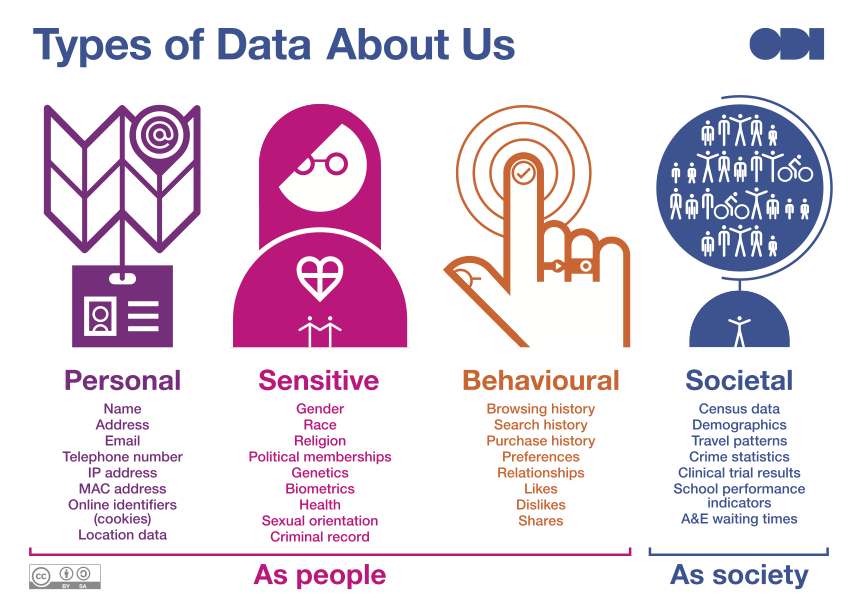 Types of Data About Us
ODI
@
Personal
Name
Address
Email
Telephone number
IP address
MAC address
Online identifiers
(cookies)
Location data
Sensitive
Gender
Race
Religion
Political memberships
Genetics
Biometrics
Health
Sexual orientation
Criminal record
Behavioural
Browsing history
Search history
Purchase history
Preferences
Relationships
Likes
Dislikes
Shares
Societal
Census data
Demographics
Travel patterns
Crime statistics
Clinical trial results
School performance
indicators
A&E waiting times
As people
As society
cc
BY SA